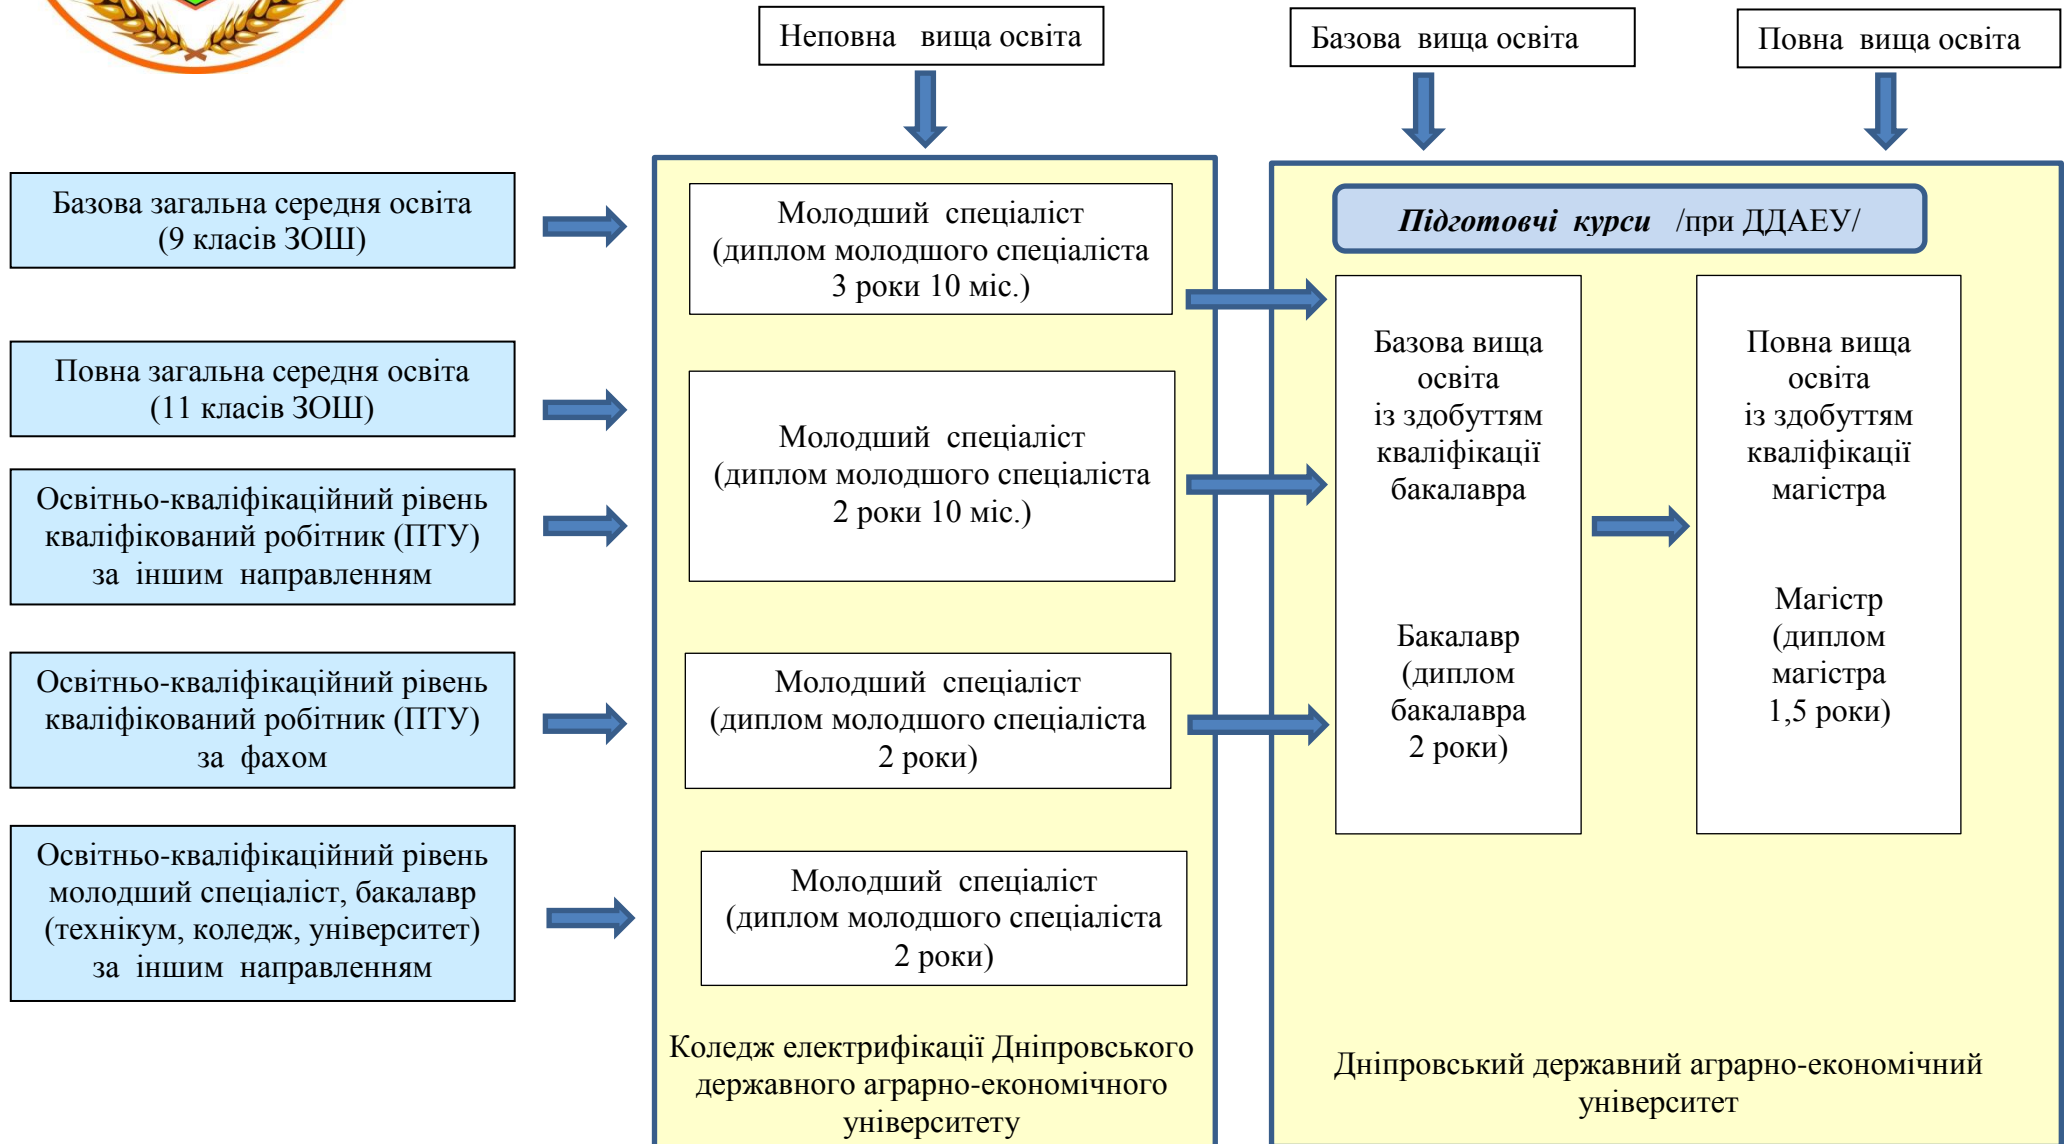 Неповна вища освіта
Базова вища освіта
Повна вища освіта
Базова загальна середня освіта
(9 класів ЗОШ)
Повна загальна середня освіта
(11 класів ЗОШ)
Освітньо-кваліфікаційний рівень
кваліфікований робітник (ПТУ)
за іншим направленням
Освітньо-кваліфікаційний рівень
кваліфікований робітник (ПТУ)
за фахом
Освітньо-кваліфікаційний рівень
молодший спеціаліст, бакалавр
(технікум, коледж, університет)
за іншим направленням
Молодший спеціаліст
(диплом молодшого спеціаліста
3 роки 10 міс.)
Молодший спеціаліст
(диплом молодшого спеціаліста
2 роки 10 міс.)
Молодший спеціаліст
(диплом молодшого спеціаліста
2 роки)
Молодший спеціаліст
(диплом молодшого спеціаліста
2 роки)
Коледж електрифікації Дніпровського
державного аграрно-економічного
університету
Підготовчі курси /при ДДАЕУ/
Базова вища
освіта
із здобуттям
кваліфікації
бакалавра
Бакалавр
(диплом
бакалавра
2 роки)
Повна вища
освіта
із здобуттям
кваліфікації
магістра
Магістр
(диплом
магістра
1,5 роки)
Дніпровський державний аграрно-економічний
університет